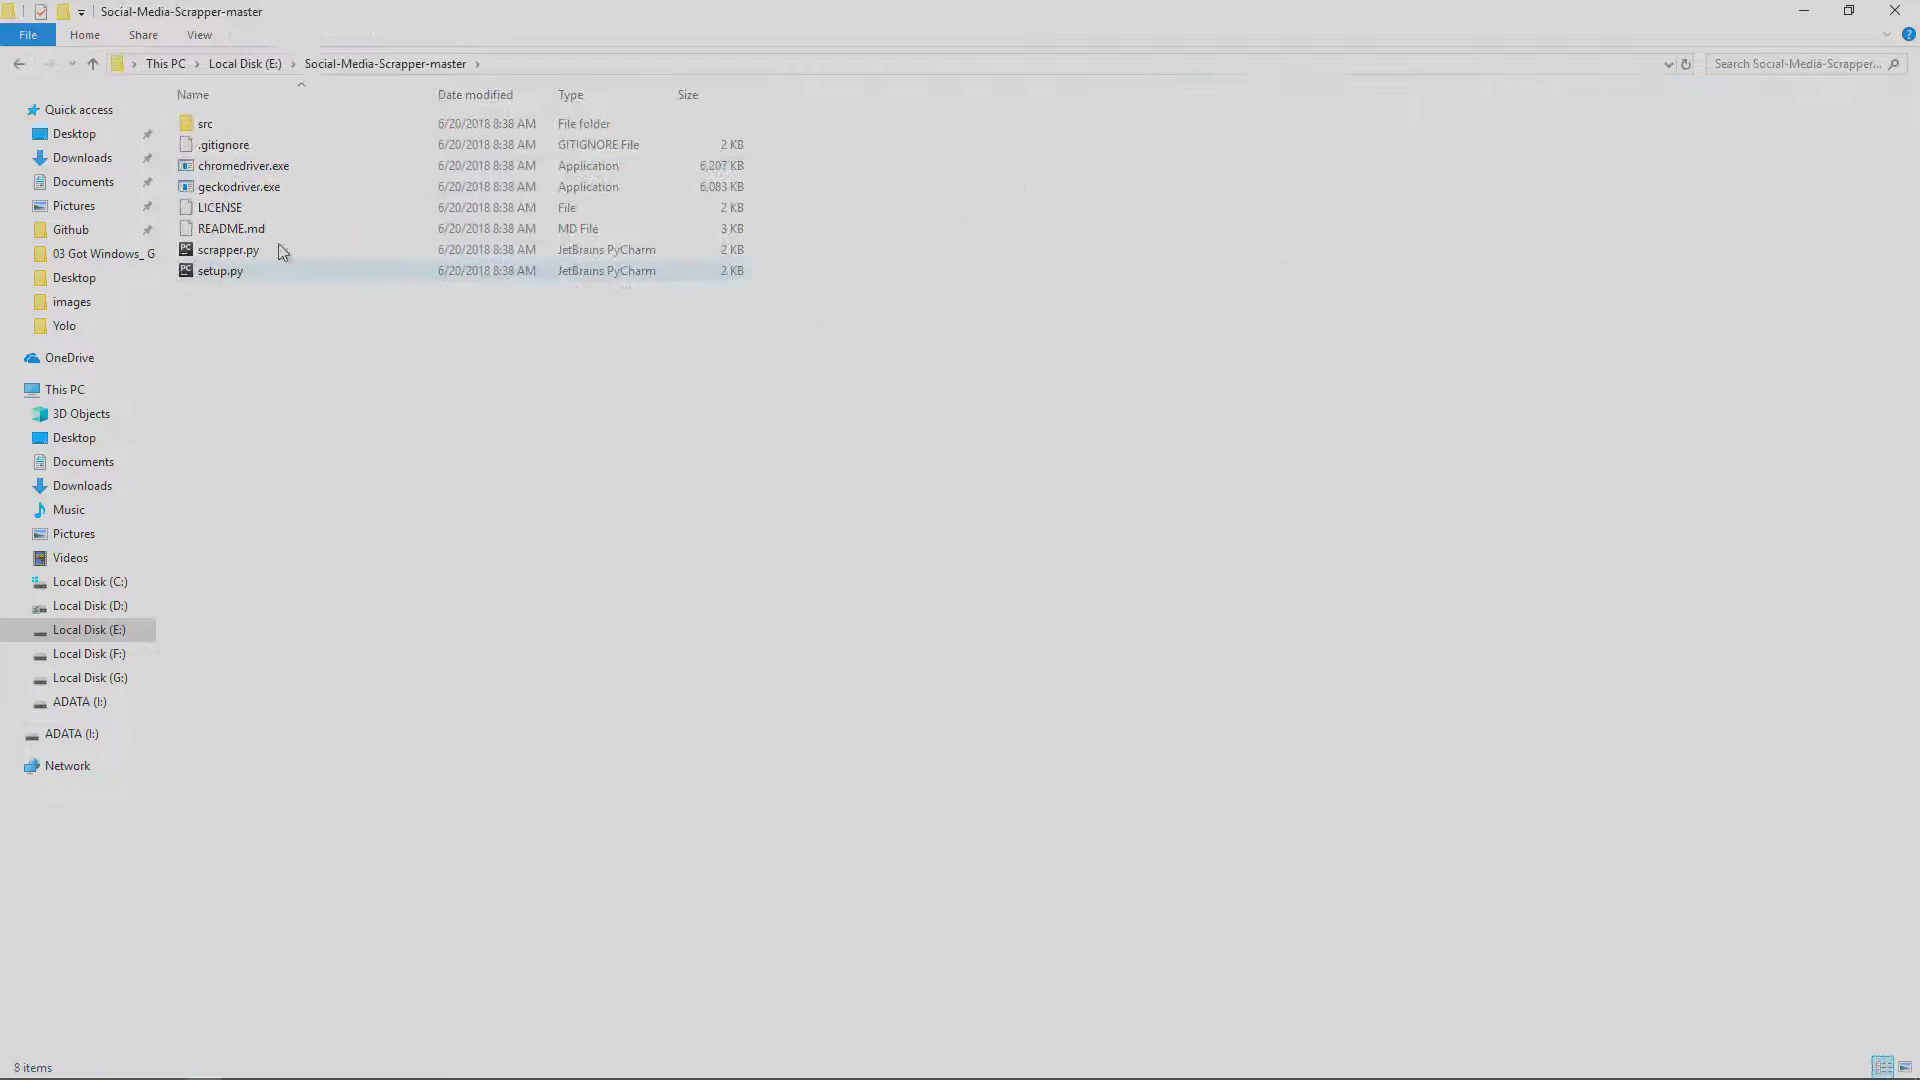 Social-Media-Scrapper-master
File Home Share View
This PC Local Disk (E:) Social-Media-Scrapper-master Search Social-Media-Scrapper...
Name Date modified Type Size
src 6/20/2018 8:38 AM File folder
.gitignore 6/20/2018 8:38 AM GITIGNORE File 2 KB
chromedriver.exe 6/20/2018 8:38 AM Application 6,207 KB
geckodriver.exe 6/20/2018 8:38 AM Application 6,083 KB
LICENSE 6/20/2018 8:38 AM File 2 KB
README.md 6/20/2018 8:38 AM MD File 3 KB
scrapper.py 6/20/2018 8:38 AM JetBrains PyCharm 2 KB
setup.py 6/20/2018 8:38 AM JetBrains PyCharm 2 KB
Quick access
Desktop
Downloads
Documents
Pictures
Github
03 Got Windows_ G
Desktop
images
Yolo
OneDrive
This PC
3D Objects
Desktop
Documents
Downloads
Music
Pictures
Videos
Local Disk (C:)
Local Disk (D:)
Local Disk (E:)
Local Disk (F:)
Local Disk (G:)
ADATA (I:)
ADATA (I:)
Network
8 items